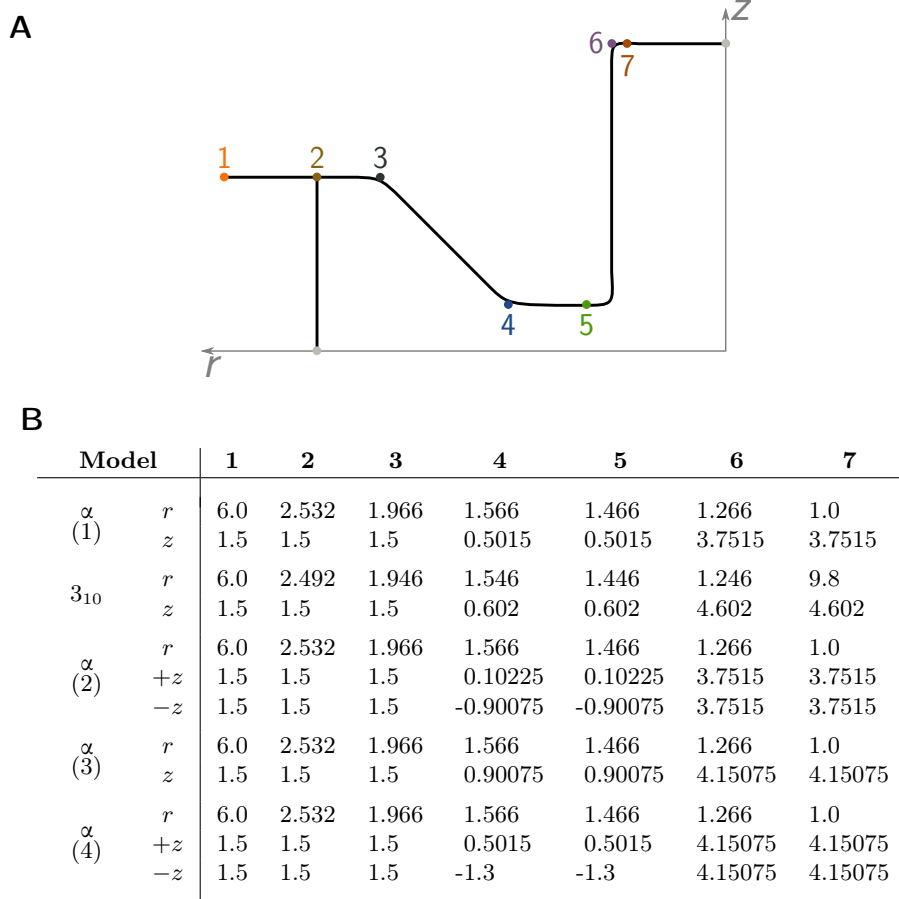 A
z
6
7
1 2 3
4 5
r
B
Model 1 2 3 4 5 6 7
α (1) r 6.0 2.532 1.966 1.566 1.466 1.266 1.0
z 1.5 1.5 1.5 0.5015 0.5015 3.7515 3.7515
3₁₀ r 6.0 2.492 1.946 1.546 1.446 1.246 9.8
z 1.5 1.5 1.5 0.602 0.602 4.602 4.602
α (2) r 6.0 2.532 1.966 1.566 1.466 1.266 1.0
+z 1.5 1.5 1.5 0.10225 0.10225 3.7515 3.7515
−z 1.5 1.5 1.5 -0.90075 -0.90075 3.7515 3.7515
α (3) r 6.0 2.532 1.966 1.566 1.466 1.266 1.0
z 1.5 1.5 1.5 0.90075 0.90075 4.15075 4.15075
α (4) r 6.0 2.532 1.966 1.566 1.466 1.266 1.0
+z 1.5 1.5 1.5 0.5015 0.5015 4.15075 4.15075
−z 1.5 1.5 1.5 -1.3 -1.3 4.15075 4.15075